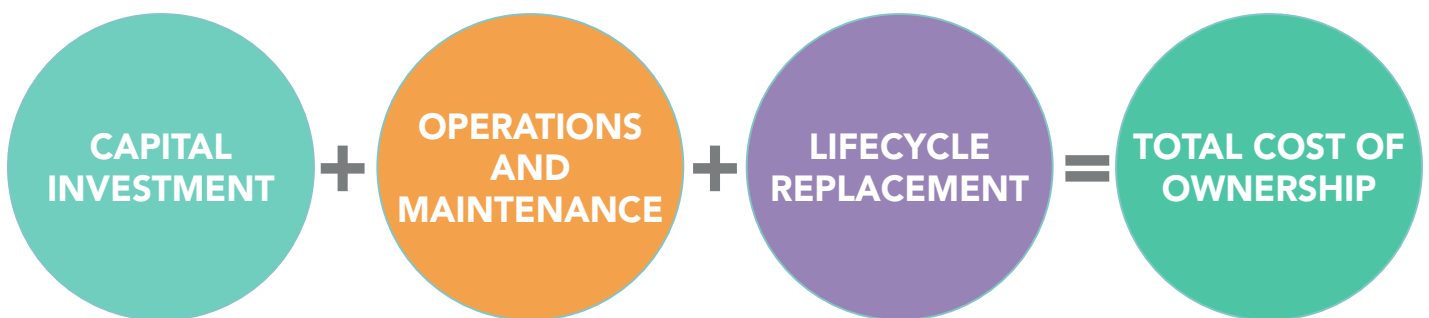 CAPITAL
INVESTMENT
+
OPERATIONS
AND
MAINTENANCE
+
LIFECYCLE
REPLACEMENT
=
TOTAL COST OF
OWNERSHIP